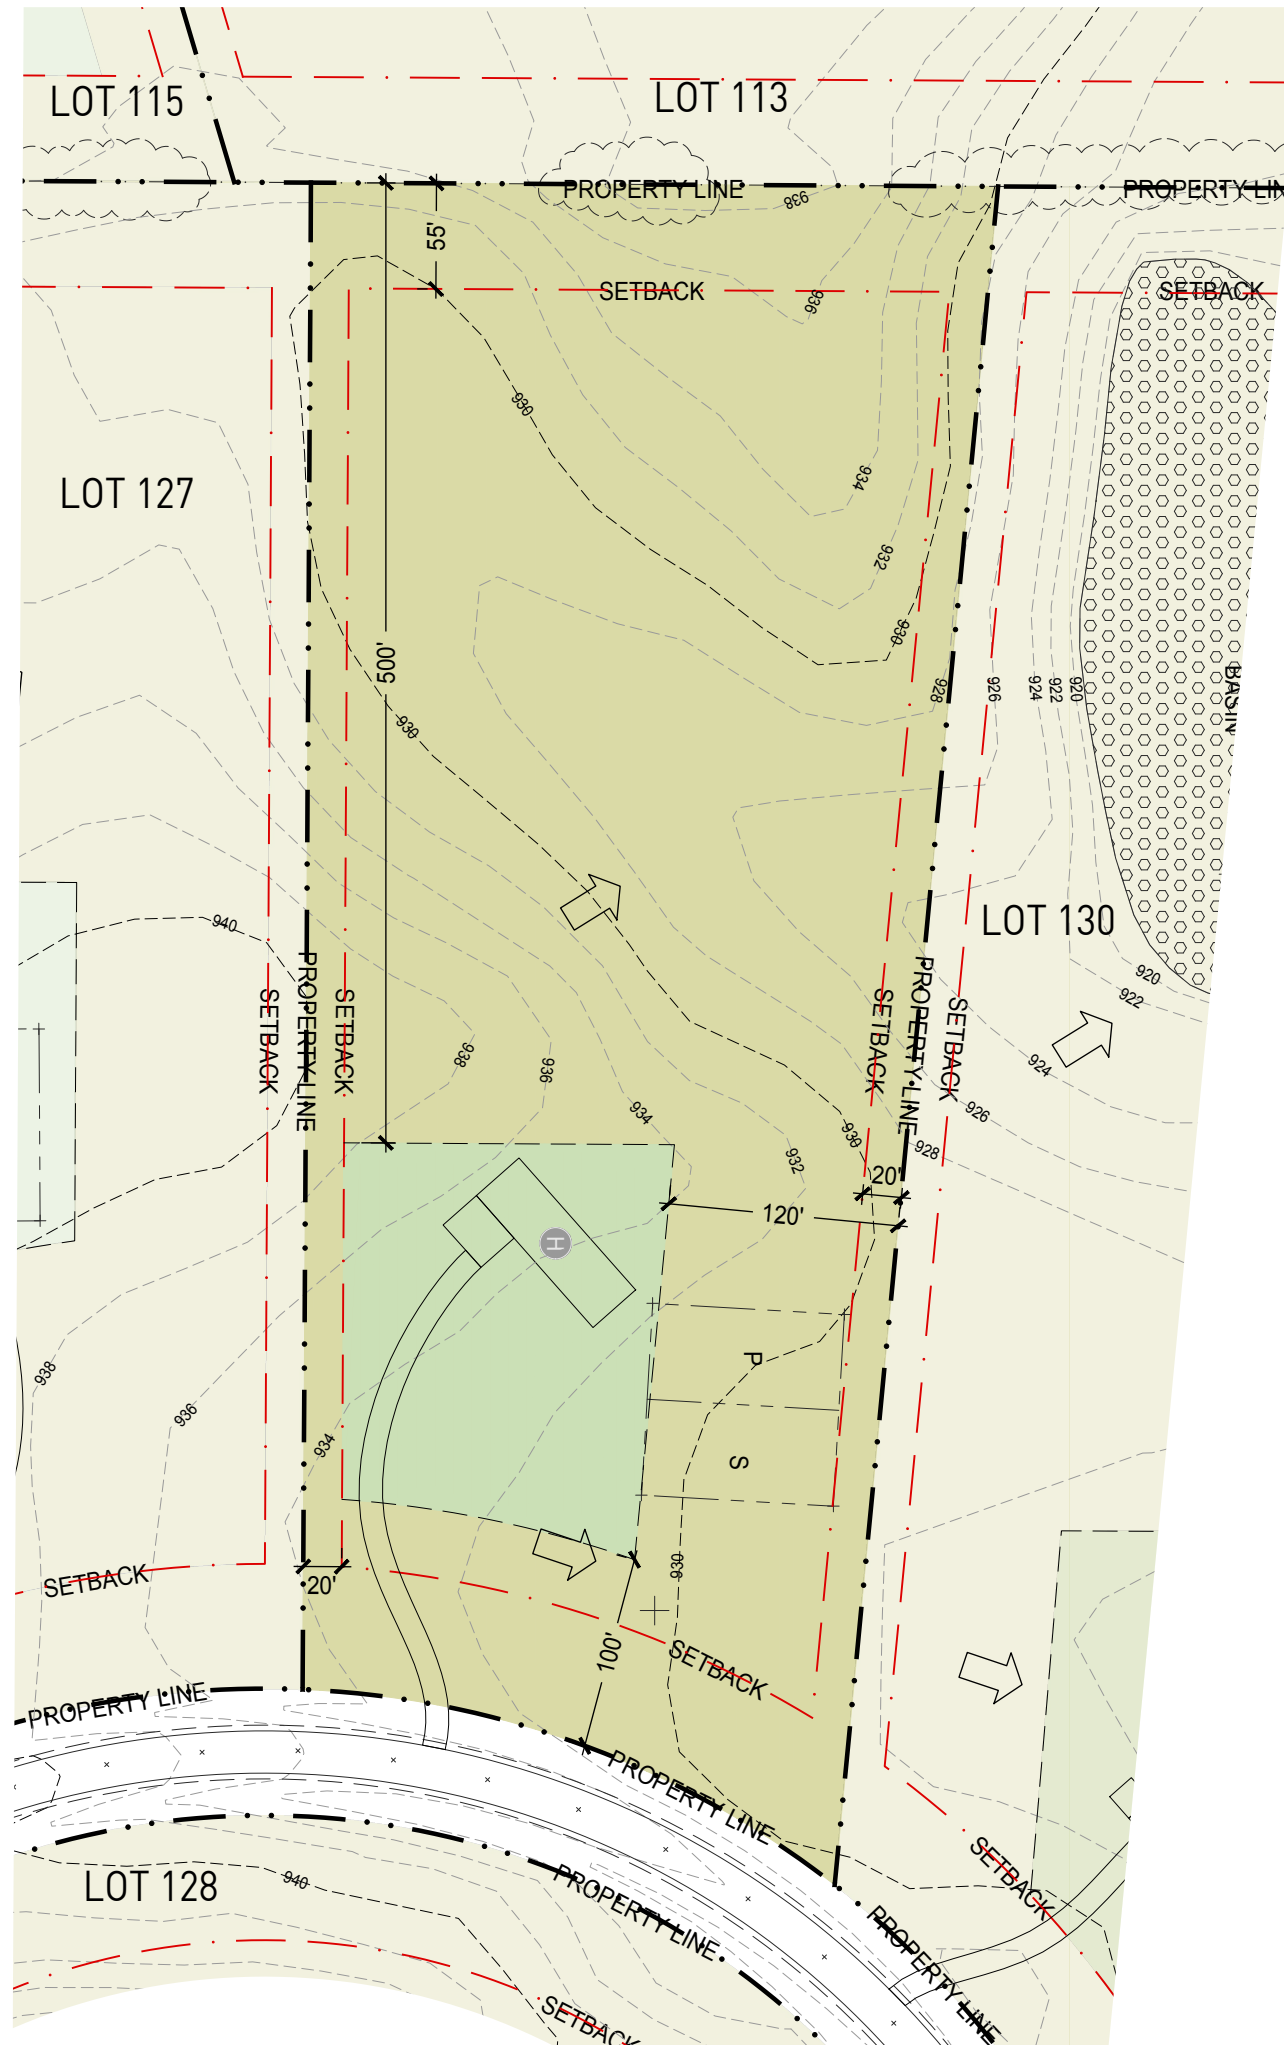 LOT 115
LOT 113
PROPERTY LINE
PROPERTY LIN
938
55'
SETBACK
SETBACK
936
930
LOT 127
934
932
930
500'
928
926
924
922
920
BASIN
930
940
LOT 130
920
922
SETBACK
PROPERTY LINE
SETBACK
SETBACK
PROPERTY LINE
SETBACK
938
936
934
930
932
924
926
928
20'
120'
H
P
S
938
936
934
930
SETBACK
20'
100'
SETBACK
PROPERTY LINE
PROPERTY LINE
LOT 128
940
PROPERTY LINE
SETBACK
PROPERTY LINE
SETBACK